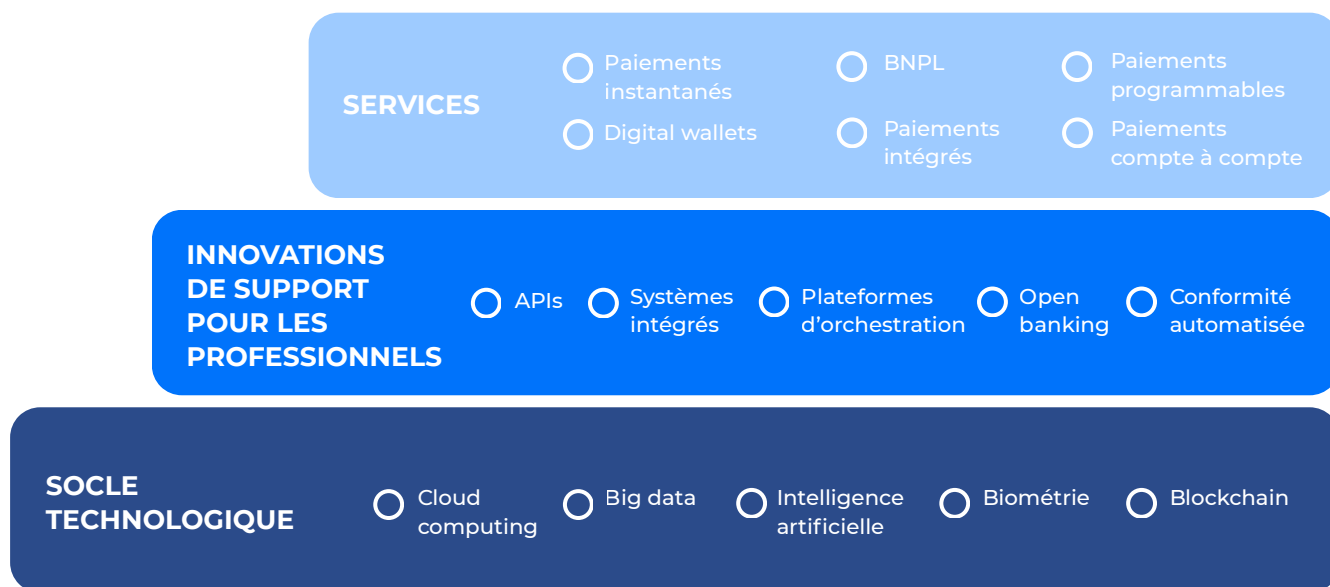 SERVICES
Paiements
instantanés
BNPL
Paiements
programmables
Digital wallets
Paiements
intégrés
Paiements
compte à compte
INNOVATIONS
DE SUPPORT
POUR LES
PROFESSIONNELS
APIs
Systèmes
intégrés
Plateformes
d’orchestration
Open
banking
Conformité
automatisée
SOCLE
TECHNOLOGIQUE
Cloud
computing
Big data
Intelligence
artificielle
Biométrie
Blockchain